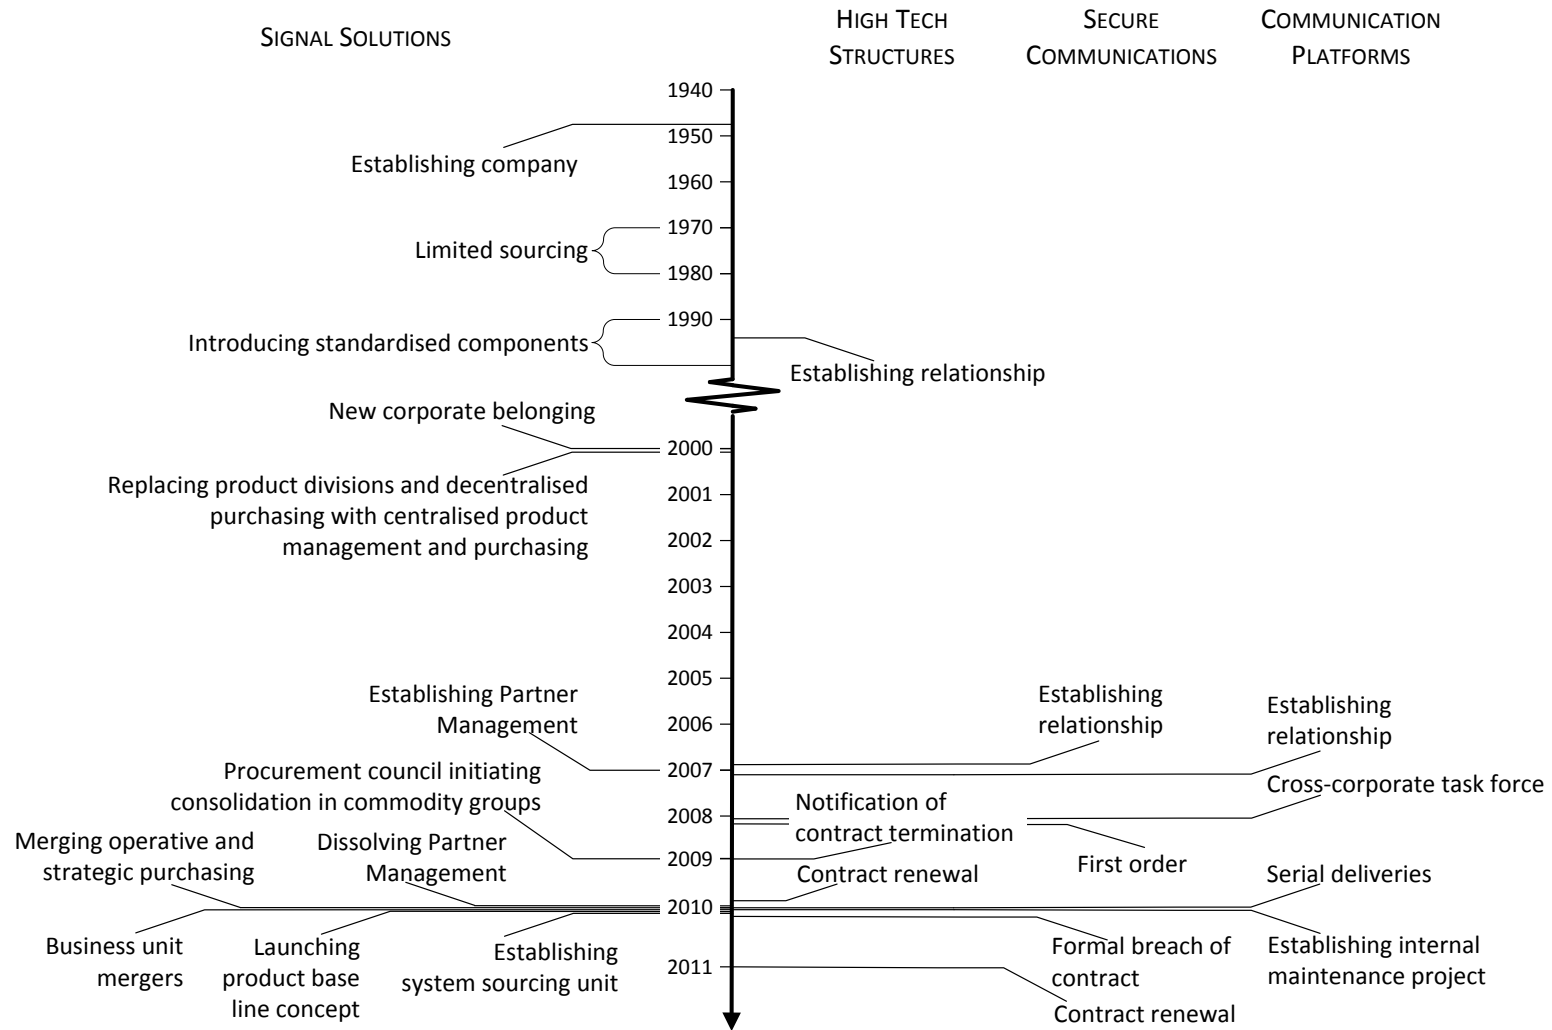 SIGNAL SOLUTIONS
HIGH TECH
STRUCTURES
SECURE
COMMUNICATIONS
COMMUNICATION
PLATFORMS
1940
1950
Establishing company
1960
1970
Limited sourcing
1980
1990
Introducing standardised components
Establishing relationship
New corporate belonging
2000
Replacing product divisions and decentralised
purchasing with centralised product
management and purchasing
2001
2002
2003
2004
2005
Establishing Partner
Management
2006
Establishing
relationship
Establishing
relationship
2007
Procurement council initiating
consolidation in commodity groups
Cross-corporate task force
Notification of
contract termination
2008
Merging operative and
strategic purchasing
Dissolving Partner
Management
2009
First order
Contract renewal
Serial deliveries
2010
Business unit
mergers
Launching
product base
line concept
Establishing
system sourcing unit
Formal breach of
contract
Establishing internal
maintenance project
2011
Contract renewal